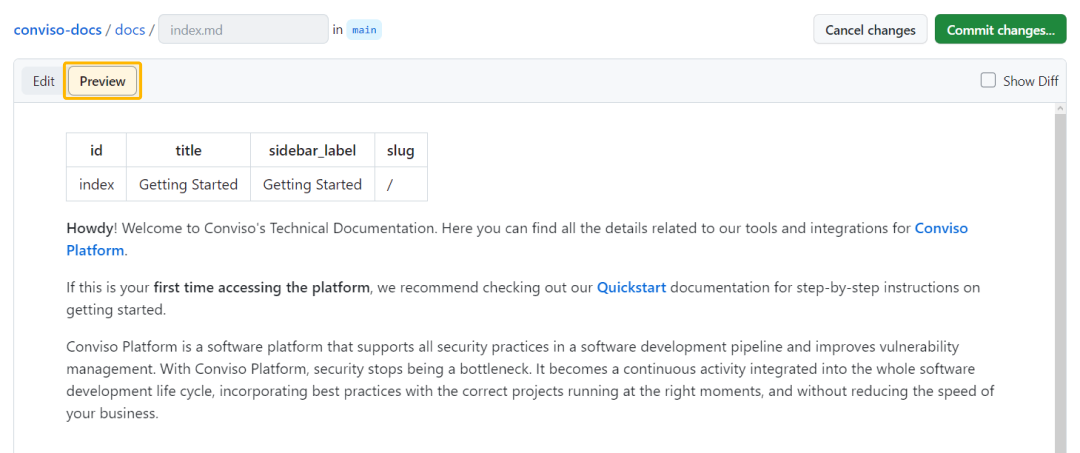 conviso-docs / docs / index.md in main Cancel changes Commit changes...
Edit Preview Show Diff
id title sidebar_label slug
index Getting Started Getting Started /
Howdy! Welcome to Conviso's Technical Documentation. Here you can find all the details related to our tools and integrations for Conviso
Platform.
If this is your first time accessing the platform, we recommend checking out our Quickstart documentation for step-by-step instructions on
getting started.
Conviso Platform is a software platform that supports all security practices in a software development pipeline and improves vulnerability
management. With Conviso Platform, security stops being a bottleneck. It becomes a continuous activity integrated into the whole software
development life cycle, incorporating best practices with the correct projects running at the right moments, and without reducing the speed of
your business.